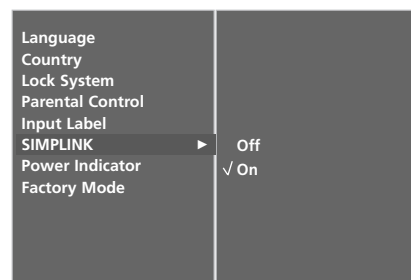 Language
Country
Lock System
Parental Control
Input Label
SIMPLINK ►
Power Indicator
Factory Mode
Off
√ On